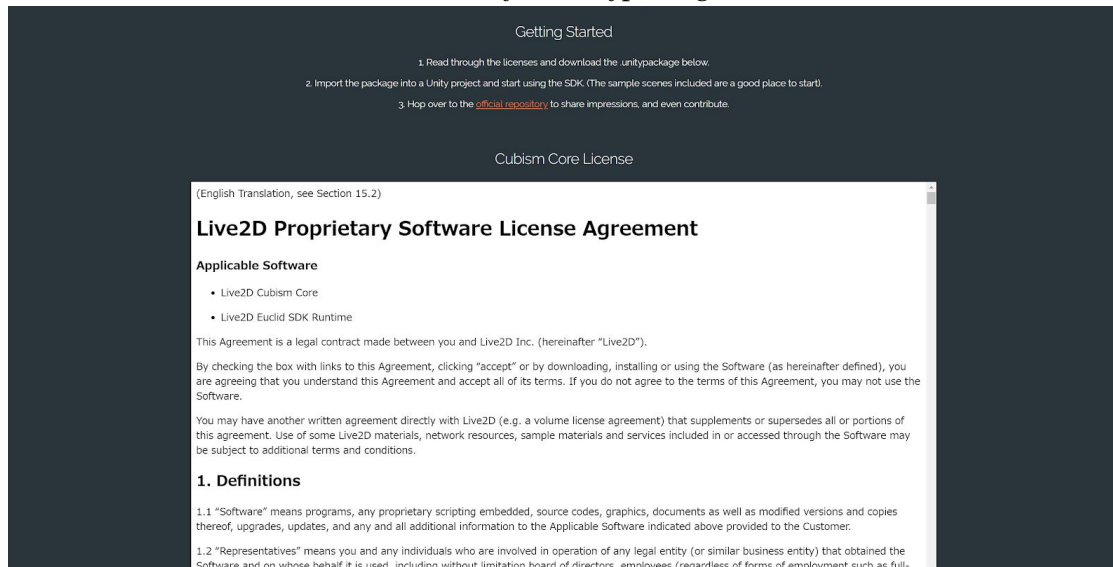 Getting Started
1. Read through the licenses and download the .unitypackage below.
2. Import the package into a Unity project and start using the SDK. (The sample scenes included are a good place to start).
3. Hop over to the official repository to share impressions, and even contribute.
Cubism Core License
(English Translation, see Section 15.2)
Live2D Proprietary Software License Agreement
Applicable Software
• Live2D Cubism Core
• Live2D Euclid SDK Runtime
This Agreement is a legal contract made between you and Live2D Inc. (hereinafter “Live2D”).
By checking the box with links to this Agreement, clicking “accept” or by downloading, installing or using the Software (as hereinafter defined), you
are agreeing that you understand this Agreement and accept all of its terms. If you do not agree to the terms of this Agreement, you may not use the
Software.
You may have another written agreement directly with Live2D (e.g. a volume license agreement) that supplements or supersedes all or portions of
this agreement. Use of some Live2D materials, network resources, sample materials and services included in or accessed through the Software may
be subject to additional terms and conditions.
1. Definitions
1.1 “Software” means programs, any proprietary scripting embedded, source codes, graphics, documents as well as modified versions and copies
thereof, upgrades, updates, and any and all additional information to the Applicable Software indicated above provided to the Customer.
1.2 “Representatives” means you and any individuals who are involved in operation of any legal entity (or similar business entity) that obtained the
Software and on whose behalf it is used, including without limitation board of directors, employees (regardless of forms of employment such as full-